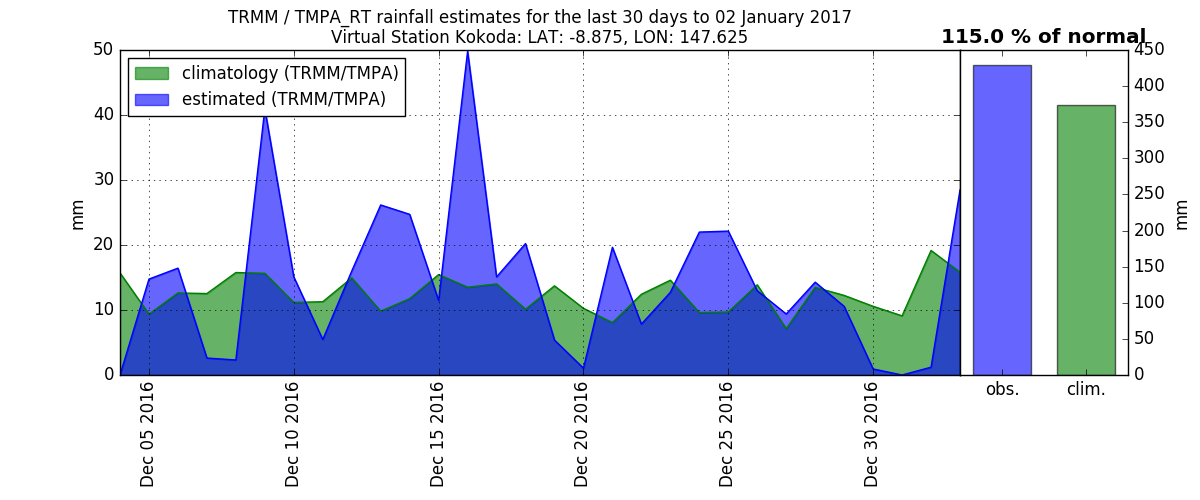 TRMM / TMPA_RT rainfall estimates for the last 30 days to 02 January 2017
Virtual Station Kokoda: LAT: -8.875, LON: 147.625
115.0 % of normal
climatology (TRMM/TMPA)
estimated (TRMM/TMPA)
50
40
30
20
10
0
mm
Dec 05 2016
Dec 10 2016
Dec 15 2016
Dec 20 2016
Dec 25 2016
Dec 30 2016
450
400
350
300
250
200
150
100
50
0
mm
obs.
clim.